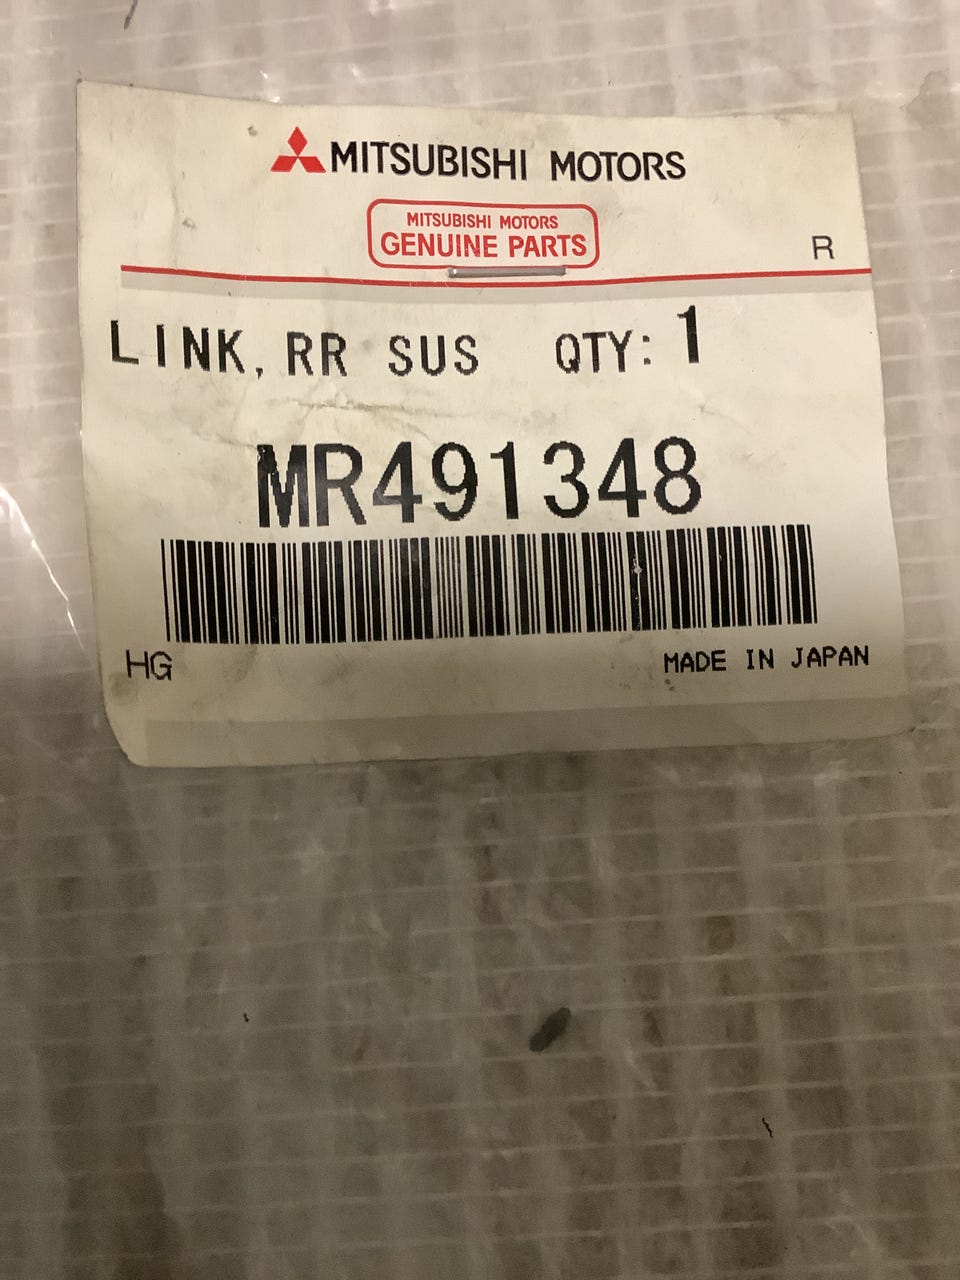 MITSUBISHI MOTORS
MITSUBISHI MOTORS
GENUINE PARTS
R
LINK, RR SUS QTY: 1
MR491348
HG MADE IN JAPAN